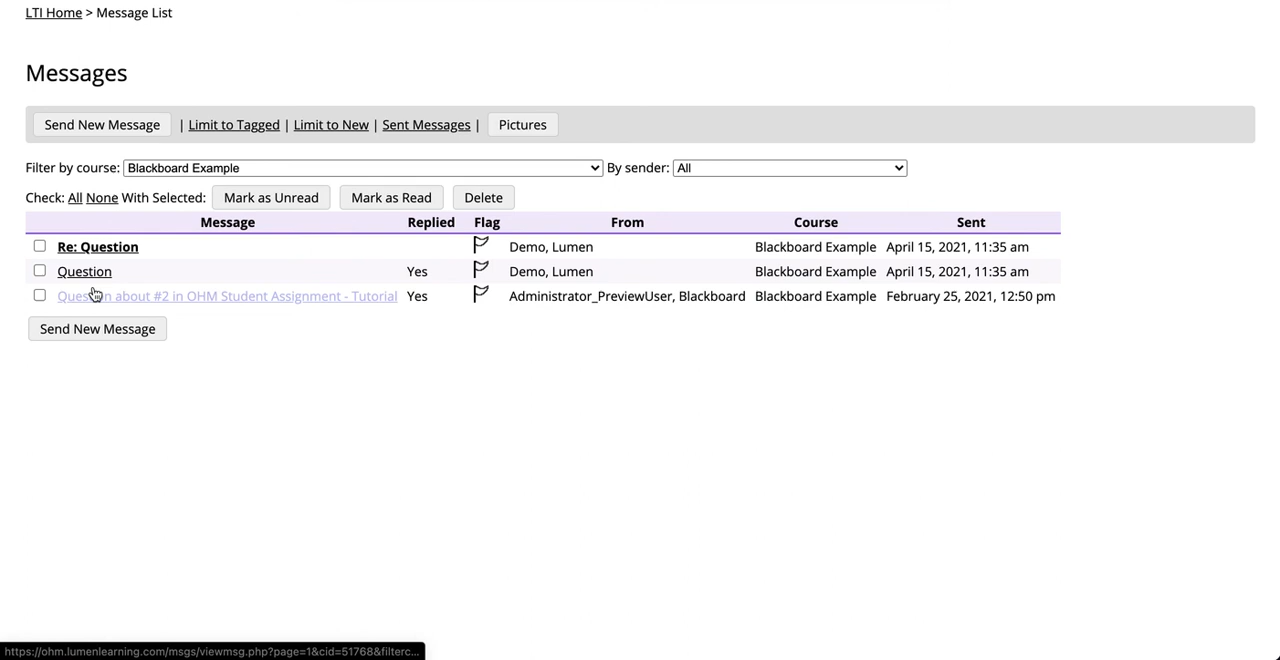 LTI Home > Message List
Messages
Send New Message | Limit to Tagged | Limit to New | Sent Messages | Pictures
Filter by course: Blackboard Example By sender: All
Check: All None With Selected: Mark as Unread Mark as Read Delete
Message Replied Flag From Course Sent
Re: Question Demo, Lumen Blackboard Example April 15, 2021, 11:35 am
Question Yes Demo, Lumen Blackboard Example April 15, 2021, 11:35 am
Question about #2 in OHM Student Assignment - Tutorial Yes Administrator_PreviewUser, Blackboard Blackboard Example February 25, 2021, 12:50 pm
Send New Message
https://ohm.lumenlearning.com/msgs/viewmsg.php?page=1&cid=51768&filterc...